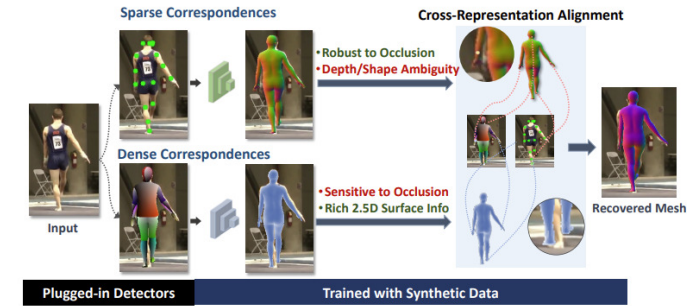 Sparse Correspondences
Cross-Representation Alignment
• Robust to Occlusion
• Depth/Shape Ambiguity
Dense Correspondences
• Sensitive to Occlusion
• Rich 2.5D Surface Info
Input
Recovered Mesh
Plugged-in Detectors
Trained with Synthetic Data